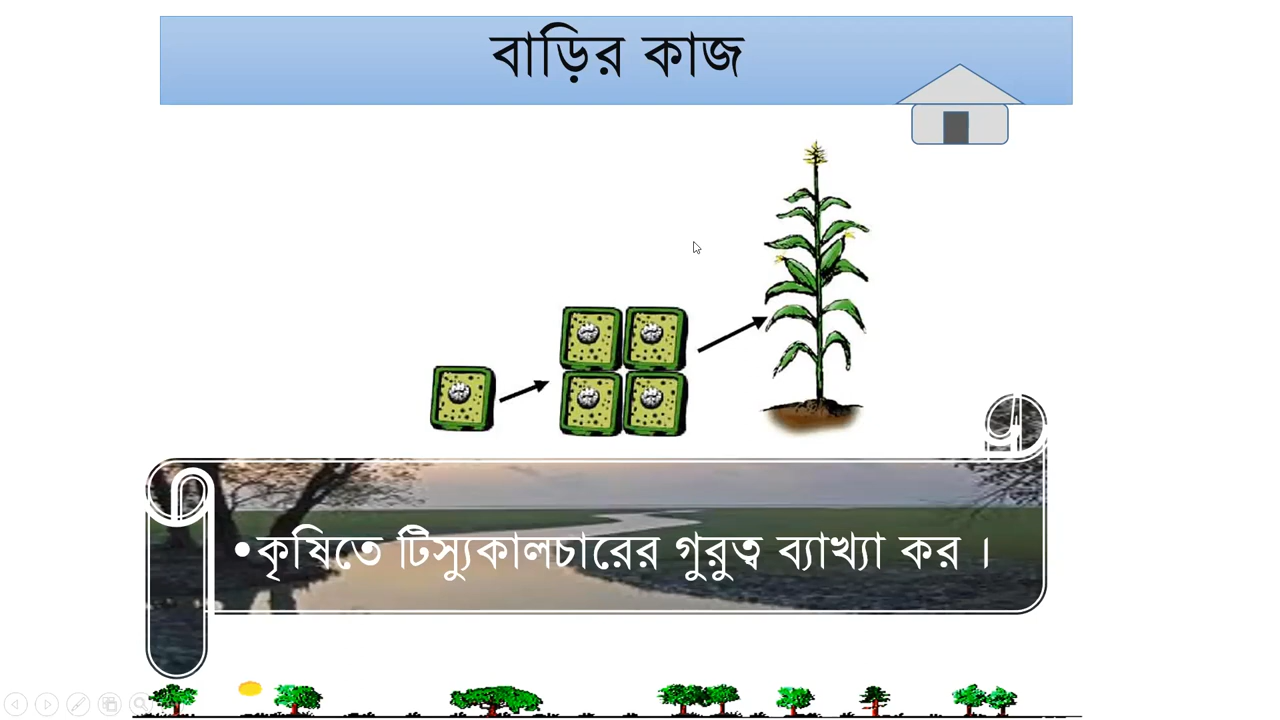 বাড়ির কাজ
•কৃষিতে টিস্যুকালচারের গুরুত্ব ব্যাখ্যা কর ।